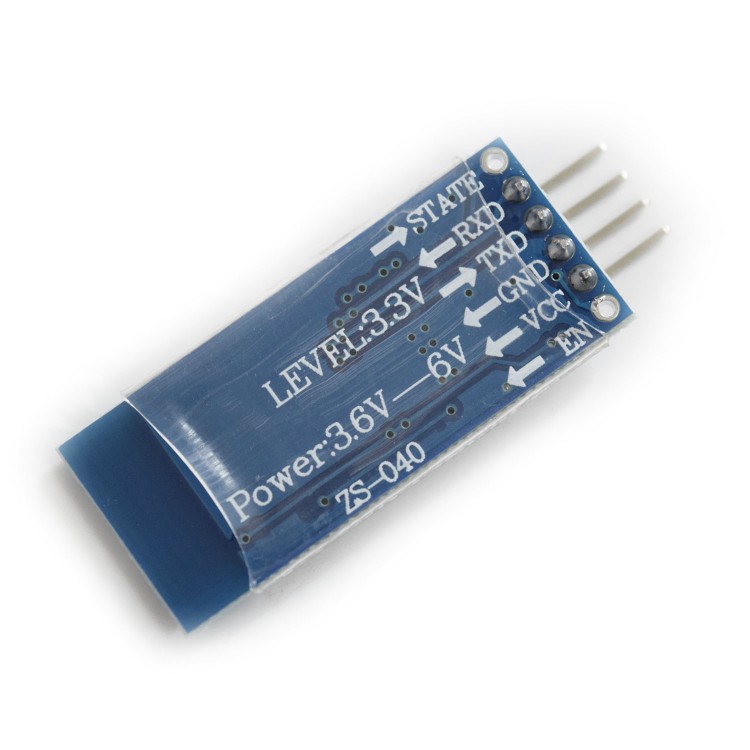 STATE
RXD
TXD
GND
VCC
EN
LEVEL:3.3V
Power:3.6V—6V
ZS-040